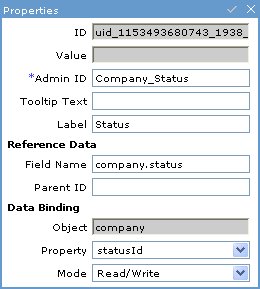 Properties
ID uid_1153493680743_1938
Value
*Admin ID Company_Status
Tooltip Text
Label Status
Reference Data
Field Name company.status
Parent ID
Data Binding
Object company
Property statusId
Mode Read/Write